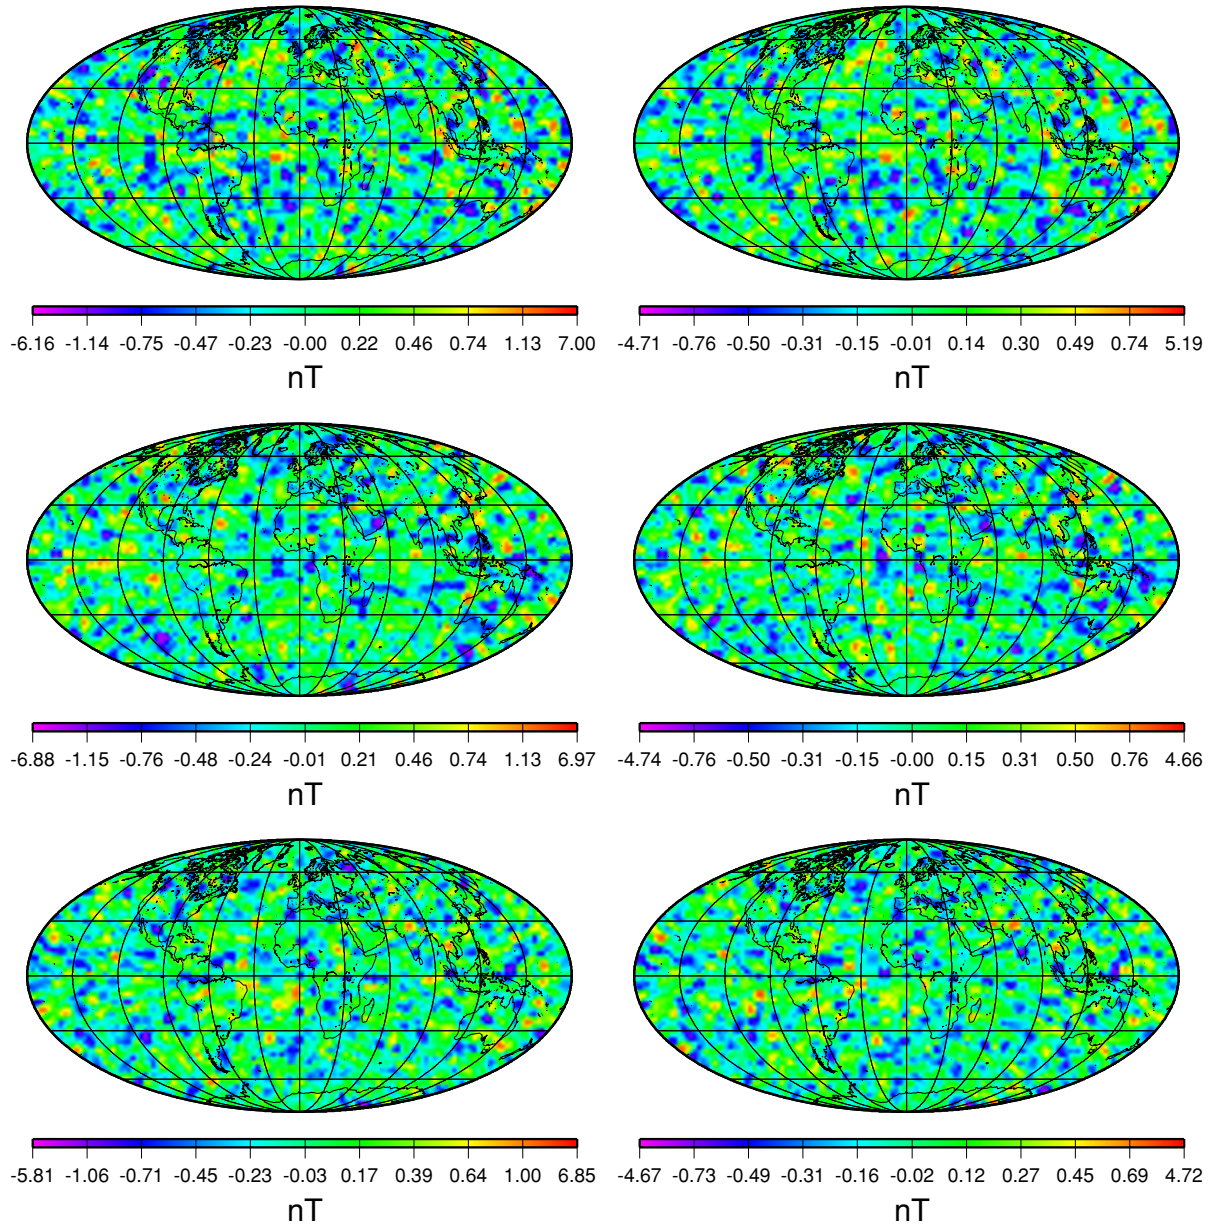 -6.16 -1.14 -0.75 -0.47 -0.23 -0.00 0.22 0.46 0.74 1.13 7.00
nT
-4.71 -0.76 -0.50 -0.31 -0.15 -0.01 0.14 0.30 0.49 0.74 5.19
nT
-6.88 -1.15 -0.76 -0.48 -0.24 -0.01 0.21 0.46 0.74 1.13 6.97
nT
-4.74 -0.76 -0.50 -0.31 -0.15 -0.00 0.15 0.31 0.50 0.76 4.66
nT
-5.81 -1.06 -0.71 -0.45 -0.23 -0.03 0.17 0.39 0.64 1.00 6.85
nT
-4.67 -0.73 -0.49 -0.31 -0.16 -0.02 0.12 0.27 0.45 0.69 4.72
nT